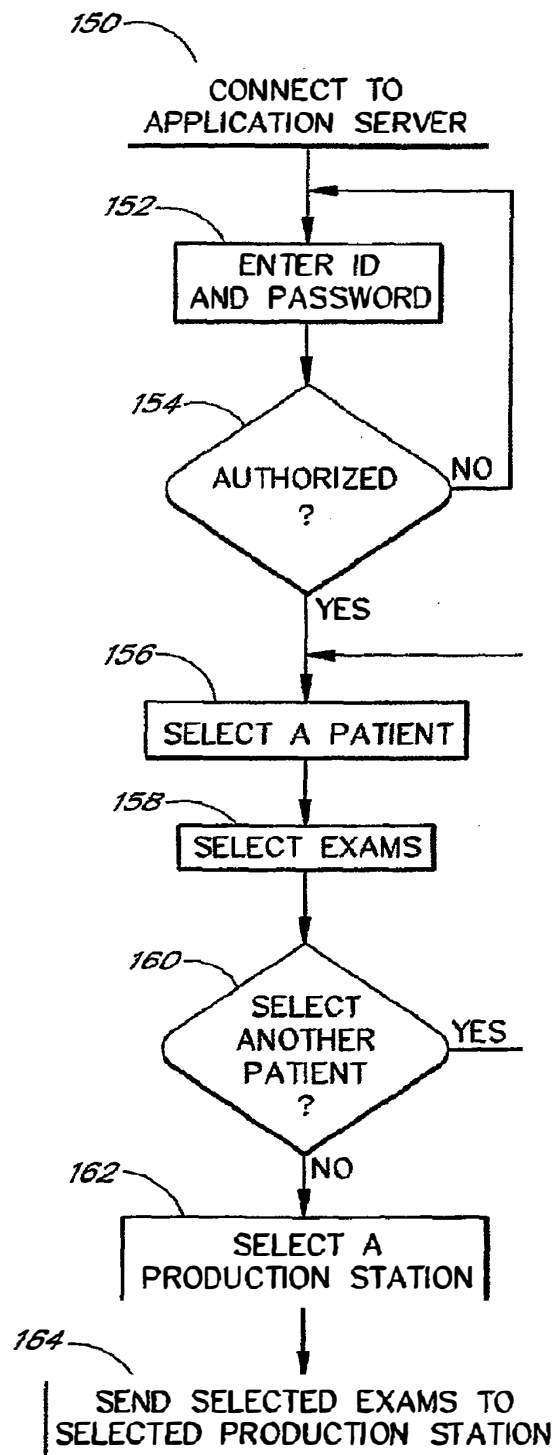 150
CONNECT TO
APPLICATION SERVER
152
ENTER ID
AND PASSWORD
154
AUTHORIZED
?
NO
YES
156
SELECT A PATIENT
158
SELECT EXAMS
160
SELECT
ANOTHER
PATIENT
?
YES
NO
162
SELECT A
PRODUCTION STATION
164
SEND SELECTED EXAMS TO
SELECTED PRODUCTION STATION